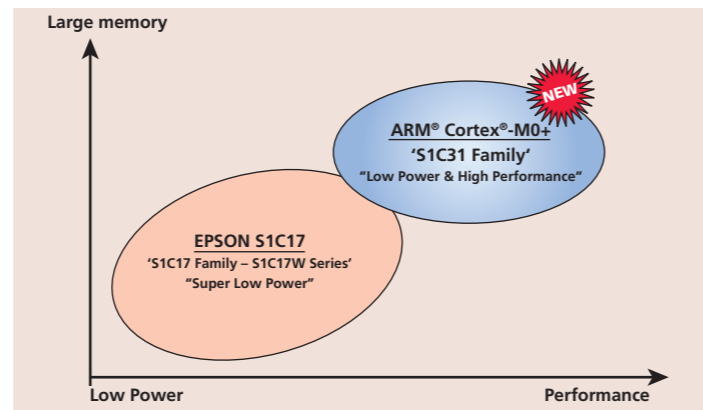 Large memory
NEW
ARM® Cortex®-M0+
‘S1C31 Family‘
“Low Power & High Performance”
EPSON S1C17
‘S1C17 Family – S1C17W Series’
“Super Low Power”
Low Power
Performance